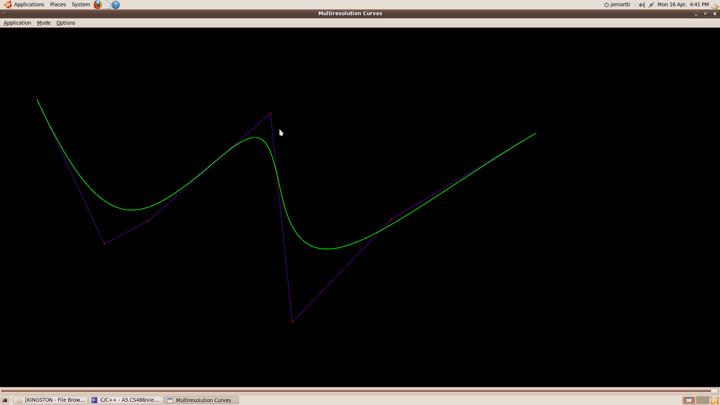 Applications Places System jemartti Mon 16 Apr, 4:41 PM
Multiresolution Curves
Application Mode Options
[KINGSTON - File Brow... C/C++ - A5.CS488/vie... Multiresolution Curves